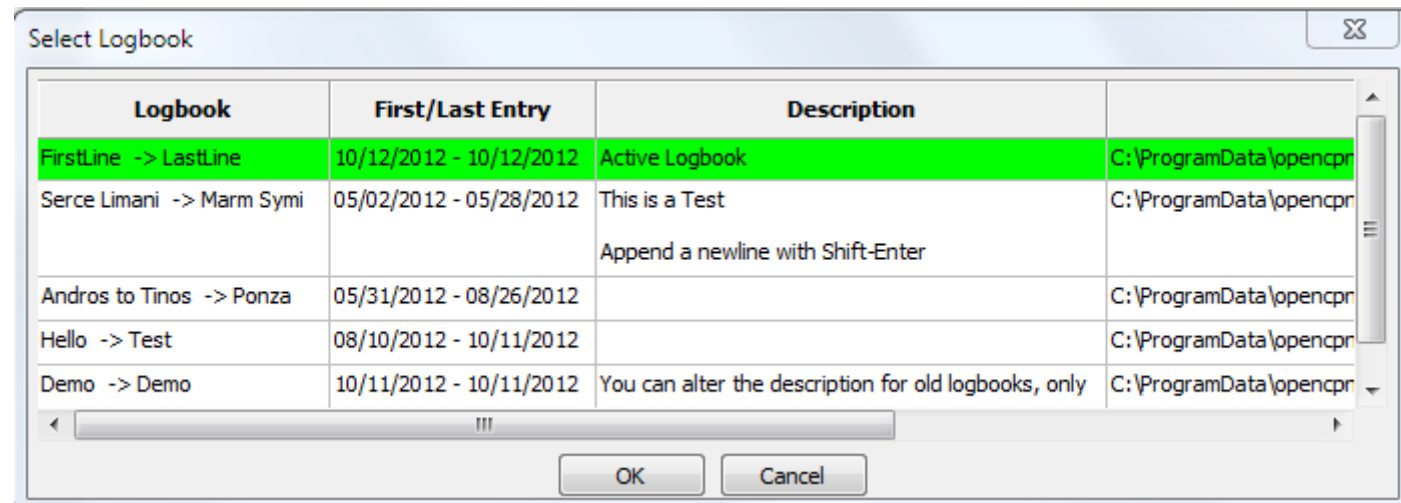 Select Logbook
Logbook First/Last Entry Description
FirstLine -> LastLine 10/12/2012 - 10/12/2012 Active Logbook C:\ProgramData\opencpn
Serce Limani -> Marm Symi 05/02/2012 - 05/28/2012 This is a Test C:\ProgramData\opencpn
Append a newline with Shift-Enter
Andros to Tinos -> Ponza 05/31/2012 - 08/26/2012 C:\ProgramData\opencpn
Hello -> Test 08/10/2012 - 10/11/2012 C:\ProgramData\opencpn
Demo -> Demo 10/11/2012 - 10/11/2012 You can alter the description for old logbooks, only C:\ProgramData\opencpn
OK Cancel